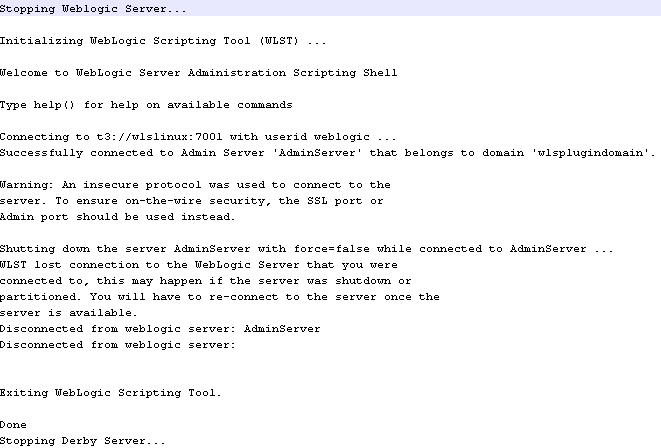 Stopping Weblogic Server...
Initializing WebLogic Scripting Tool (WLST) ...
Welcome to WebLogic Server Administration Scripting Shell
Type help() for help on available commands
Connecting to t3://wlslinux:7001 with userid weblogic ...
Successfully connected to Admin Server 'AdminServer' that belongs to domain 'wlsplugindomain'.
Warning: An insecure protocol was used to connect to the
server. To ensure on-the-wire security, the SSL port or
Admin port should be used instead.
Shutting down the server AdminServer with force=false while connected to AdminServer ...
WLST lost connection to the WebLogic Server that you were
connected to, this may happen if the server was shutdown or
partitioned. You will have to re-connect to the server once the
server is available.
Disconnected from weblogic server: AdminServer
Disconnected from weblogic server:
Exiting WebLogic Scripting Tool.
Done
Stopping Derby Server...